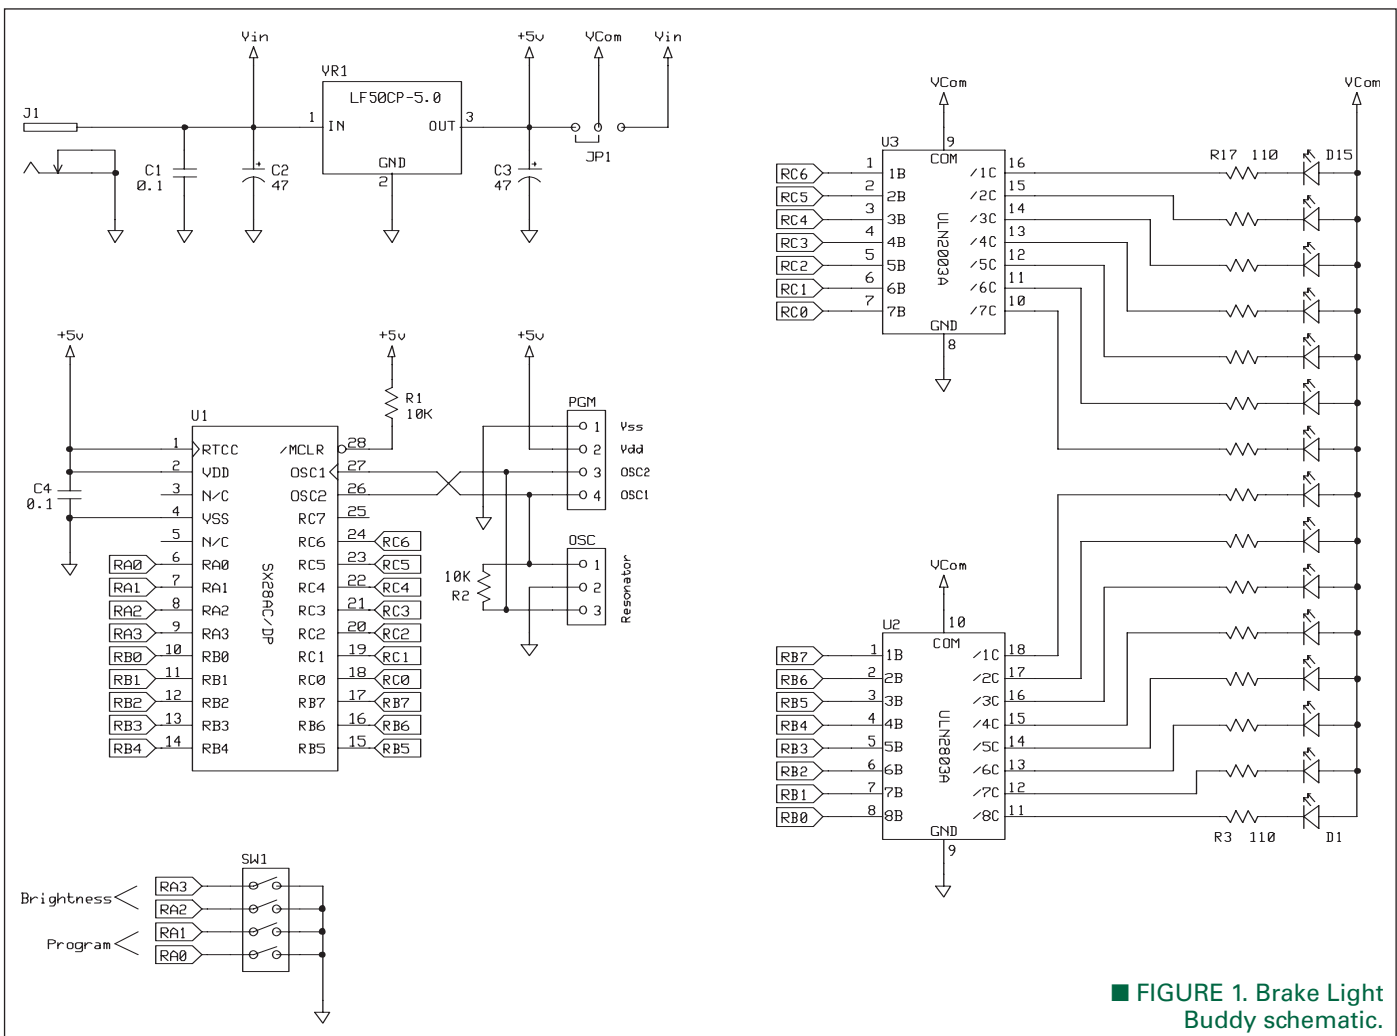 Vin
+5v
VCom
Vin
VR1
LF50CP-5.0
J1
1 IN
OUT 3
GND
2
C1
0.1
+
C2
47
C3
47
+
JP1
+5v
C4
0.1
U1
SX28AC/DP
1 RTCC
2 VDD
3 N/C
4 VSS
5 N/C
RA0 6 RA0
RA1 7 RA1
RA2 8 RA2
RA3 9 RA3
RB0 10 RB0
RB1 11 RB1
RB2 12 RB2
RB3 13 RB3
RB4 14 RB4
/MCLR 28
OSC1 27
OSC2 26
RC7 25
RC6 24 RC6
RC5 23 RC5
RC4 22 RC4
RC3 21 RC3
RC2 20 RC2
RC1 19 RC1
RC0 18 RC0
RB7 17 RB7
RB6 16 RB6
RB5 15 RB5
+5v
R1
10K
+5v
PGM
1 Vss
2 Vdd
3 OSC2
4 OSC1
OSC
1
2
3
Resonator
10K
R2
SW1
Brightness
RA3
RA2
Program
RA1
RA0
VCom
U3
9
COM
ULN2003A
RC6 1 1B
RC5 2 2B
RC4 3 3B
RC3 4 4B
RC2 5 5B
RC1 6 6B
RC0 7 7B
/1C 16
/2C 15
/3C 14
/4C 13
/5C 12
/6C 11
/7C 10
GND
8
VCom
R17 110
D15
VCom
U2
10
COM
ULN2803A
RB7 1 1B
RB6 2 2B
RB5 3 3B
RB4 4 4B
RB3 5 5B
RB2 6 6B
RB1 7 7B
RB0 8 8B
/1C 18
/2C 17
/3C 16
/4C 15
/5C 14
/6C 13
/7C 12
/8C 11
GND
9
R3 110
D1
■ FIGURE 1. Brake Light
Buddy schematic.